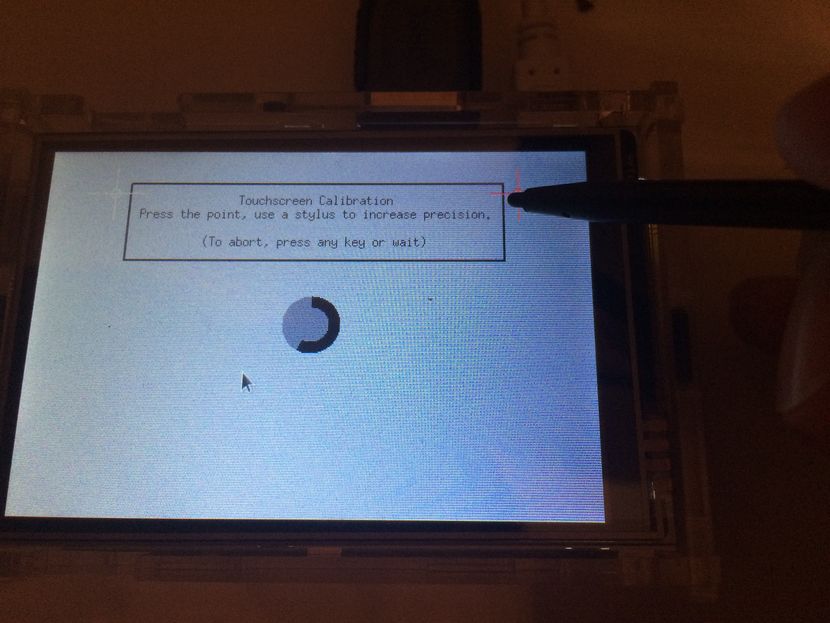 Touchscreen Calibration
Press the point, use a stylus to increase precision.
(To abort, press any key or wait)